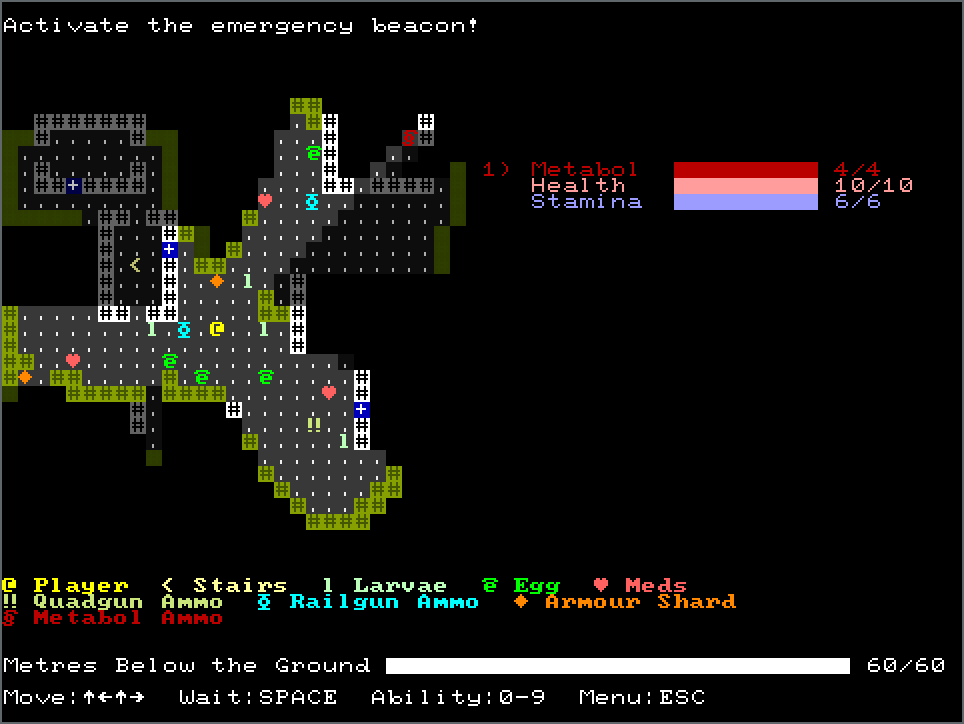 Activate the emergency beacon!
1) Metabol 4/4
Health 10/10
Stamina 6/6
@ Player < Stairs l Larvae Egg ♥ Meds
‼ Quadgun Ammo Railgun Ammo ♦ Armour Shard
§ Metabol Ammo
Metres Below the Ground 60/60
Move:↑←↑→ Wait:SPACE Ability:0-9 Menu:ESC